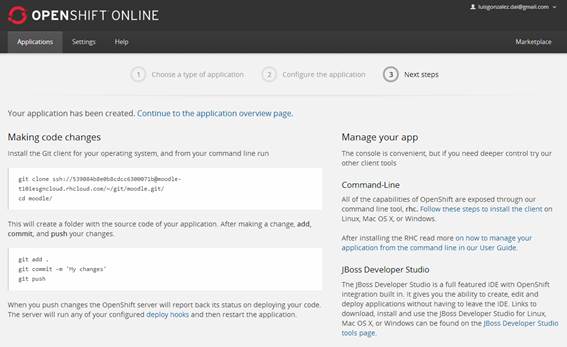 OPENSHIFT ONLINE
luisgonzalez.dai@gmail.com
Applications Settings Help Marketplace
1 Choose a type of application 2 Configure the application 3 Next steps
Your application has been created. Continue to the application overview page.
Making code changes
Install the Git client for your operating system, and from your command line run
git clone ssh://539084b8e0b8cdcc6300071b@moodle-
t101esgncloud.rhcloud.com/~/git/moodle.git/
cd moodle/
This will create a folder with the source code of your application. After making a change, add,
commit, and push your changes.
git add .
git commit -m 'My changes'
git push
When you push changes the OpenShift server will report back its status on deploying your code.
The server will run any of your configured deploy hooks and then restart the application.
Manage your app
The console is convenient, but if you need deeper control try our
other client tools
Command-Line
All of the capabilities of OpenShift are exposed through our
command line tool, rhc. Follow these steps to install the client on
Linux, Mac OS X, or Windows.
After installing the RHC read more on how to manage your
application from the command line in our User Guide.
JBoss Developer Studio
The JBoss Developer Studio is a full featured IDE with OpenShift
integration built in. It gives you the ability to create, edit and
deploy applications without having to leave the IDE. Links to
download, install and use the JBoss Developer Studio for Linux,
Mac OS X, or Windows can be found on the JBoss Developer Studio
tools page.